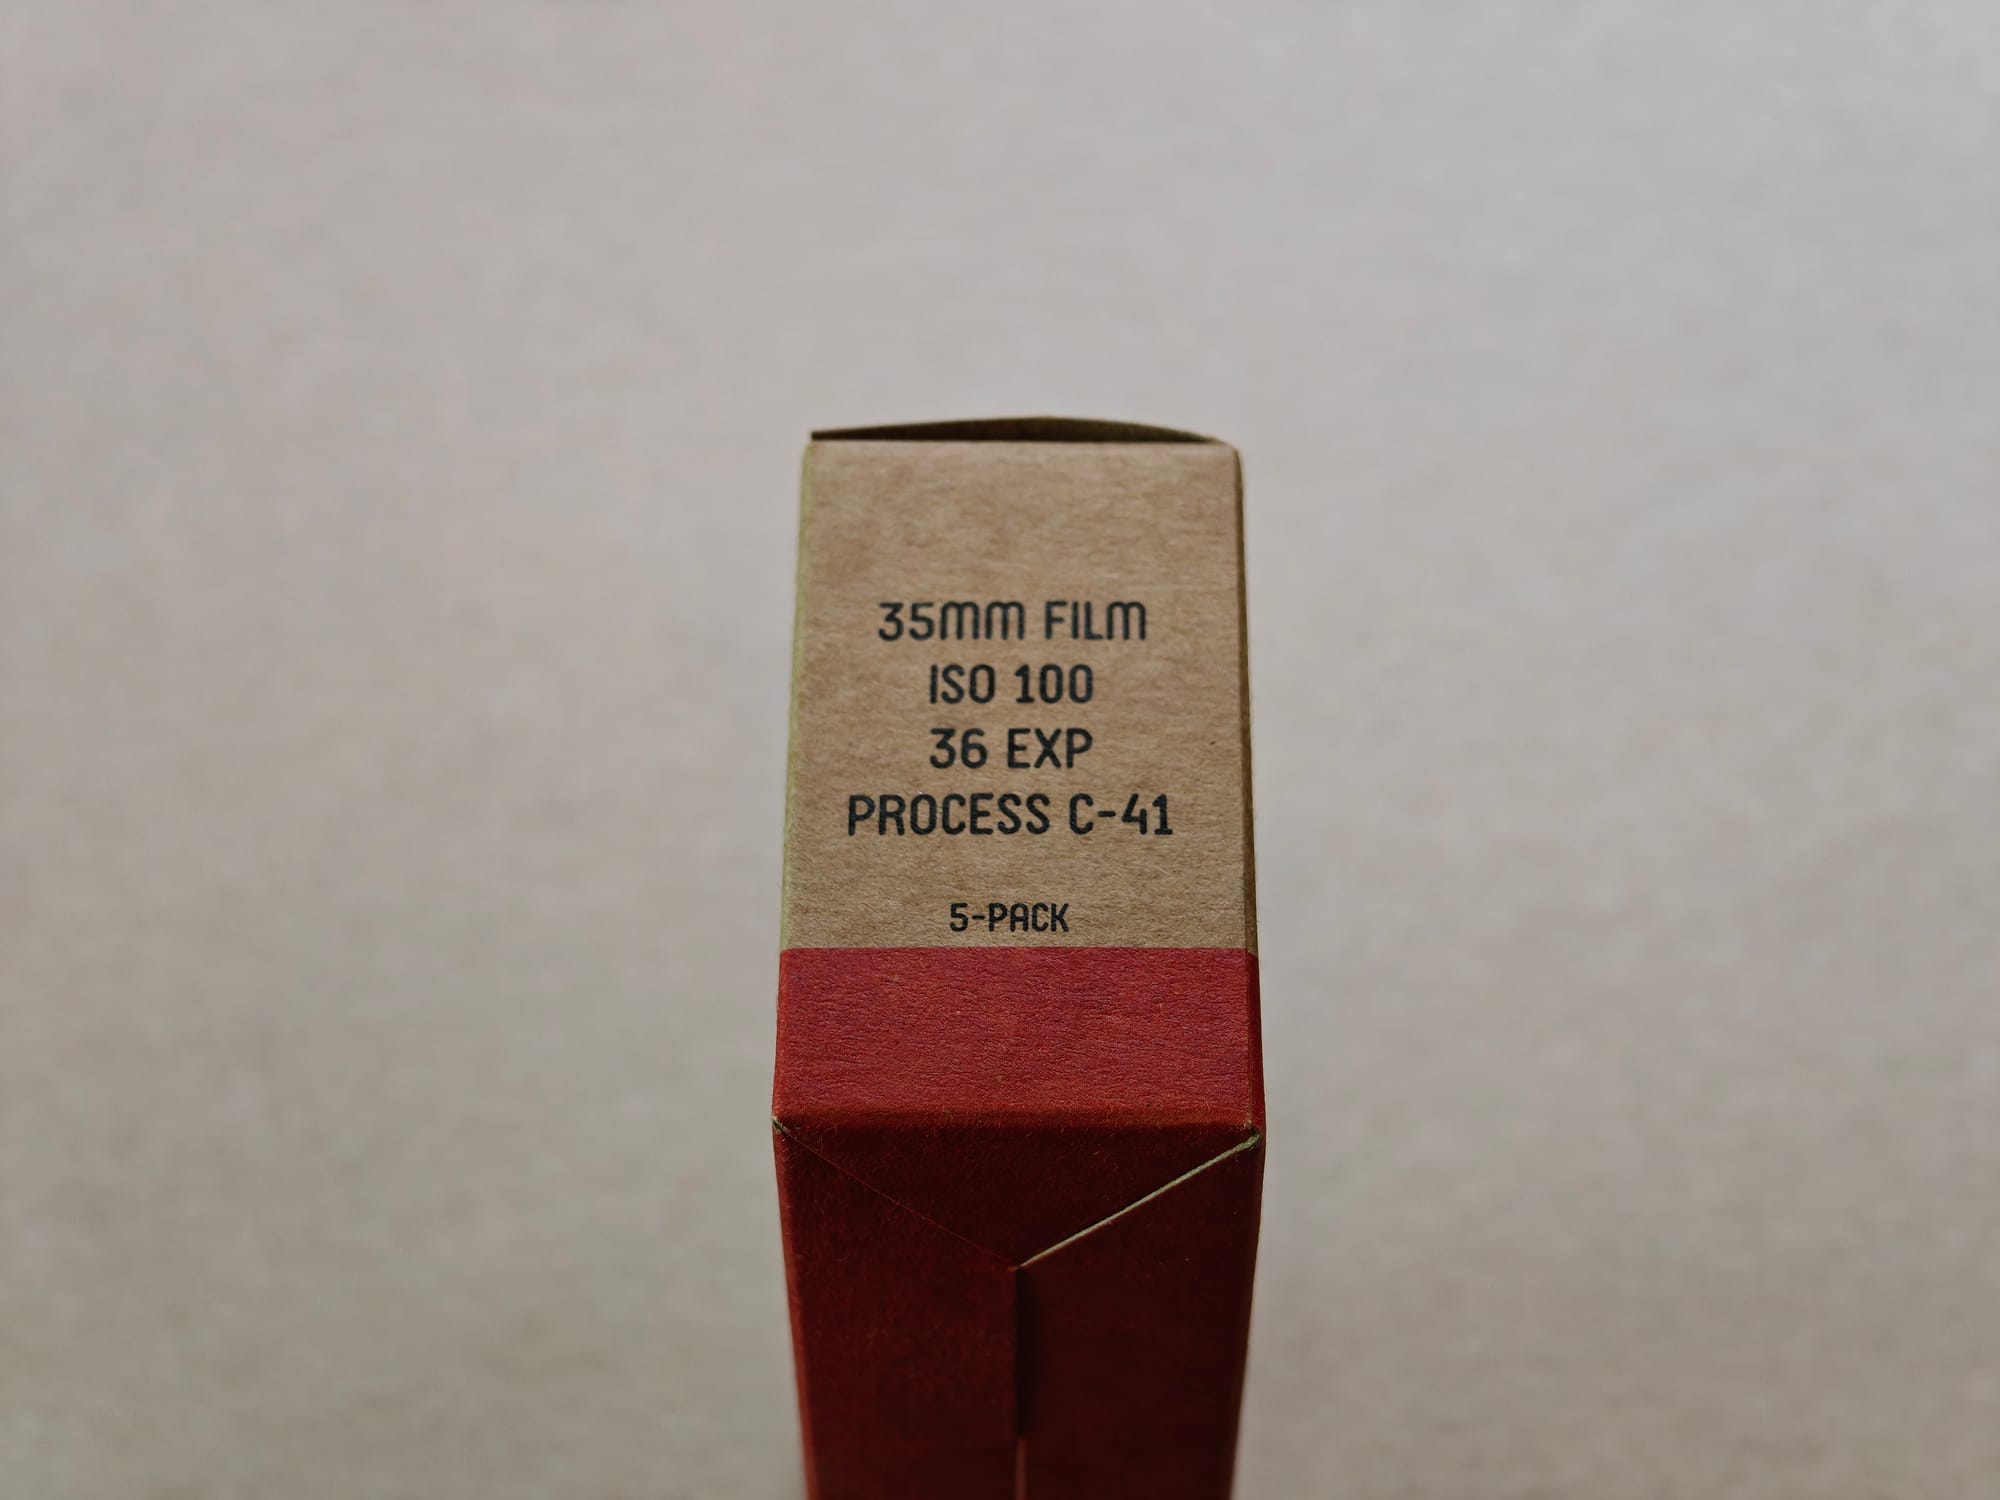 35MM FILM
ISO 100
36 EXP
PROCESS C-41
5-PACK